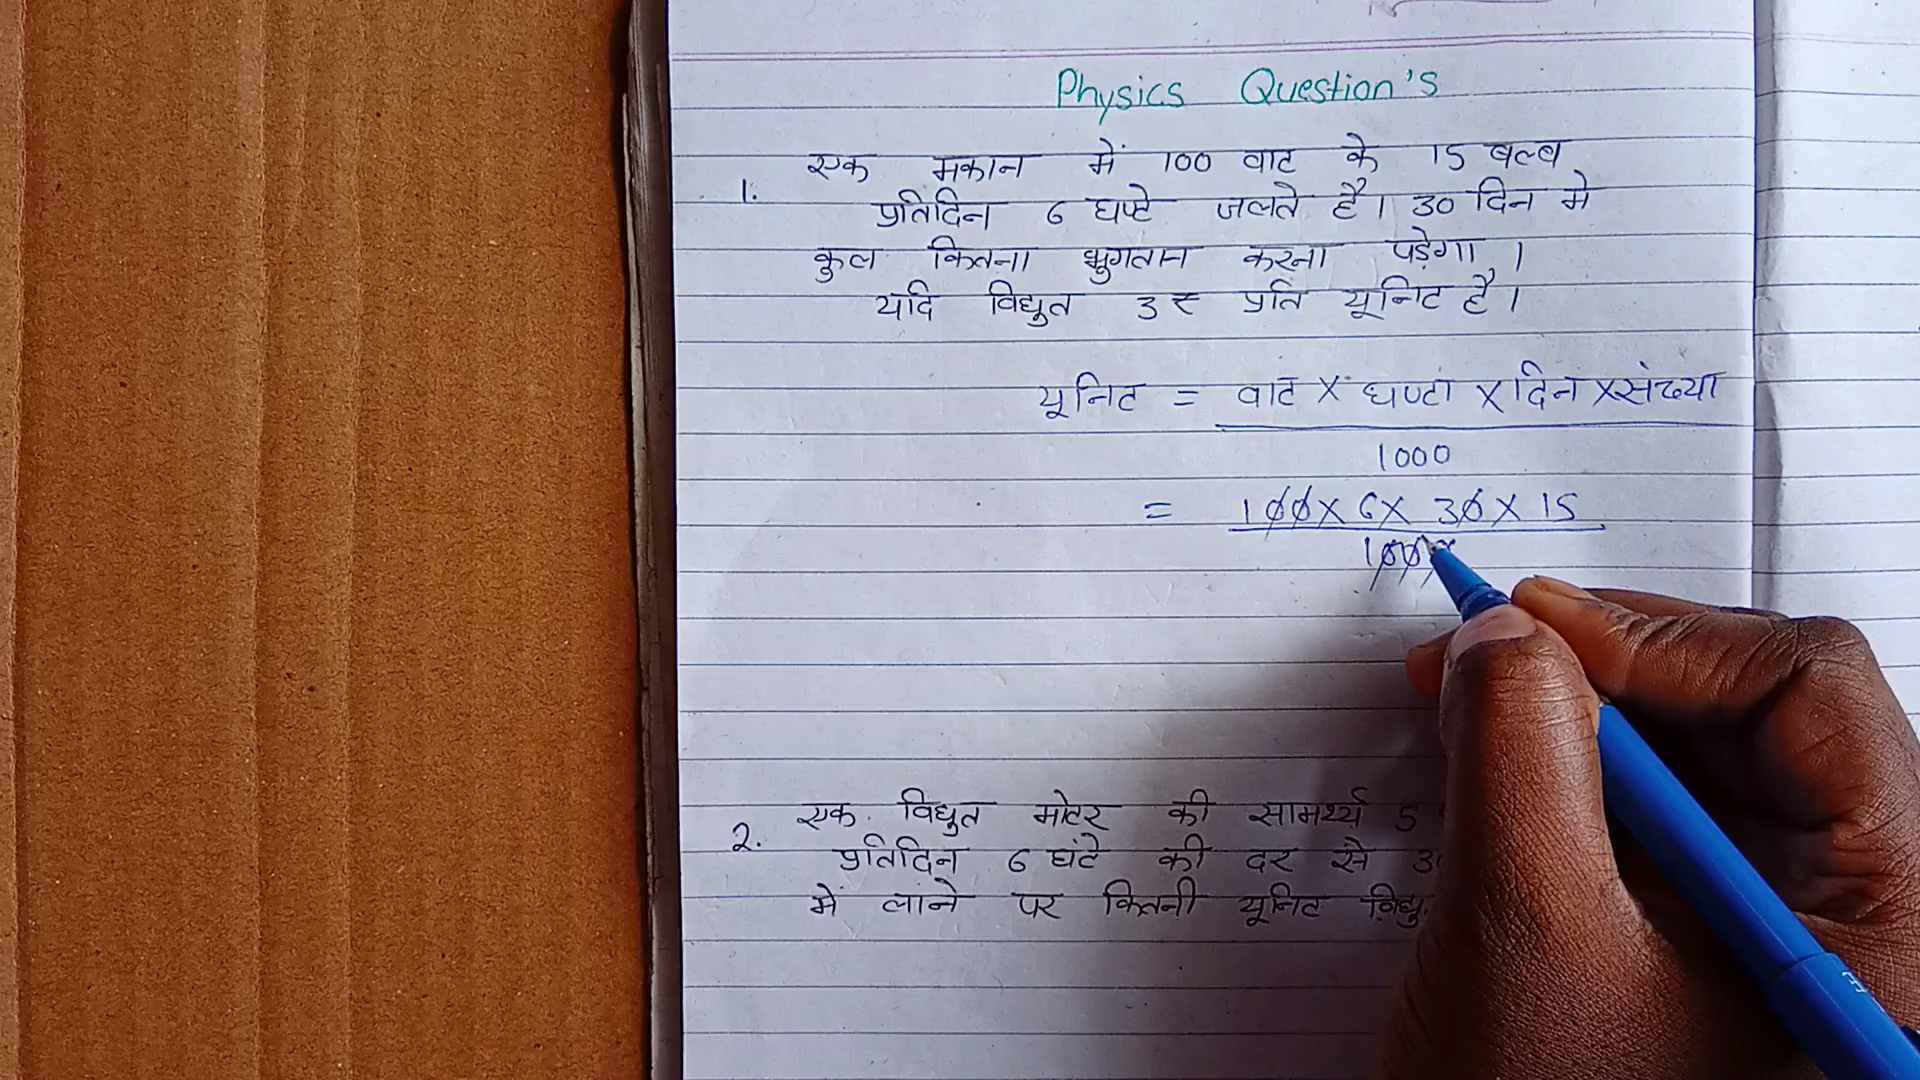 Physics Question's
1. एक मकान में 100 वाट के 15 बल्ब
प्रतिदिन 6 घण्टे जलते है। 30 दिन मे
कुल कितना भुगतान करना पड़ेगा ।
यदि विद्युत 3₹ प्रति यूनिट है।
यूनिट = वाट × घण्टा × दिन × संख्या
1000
= 100 × 6 × 30 × 15
1000
2. एक विद्युत मोटर की सामर्थ्य 5
प्रतिदिन 6 घंटे की दर से
में लाने पर कितनी यूनिट